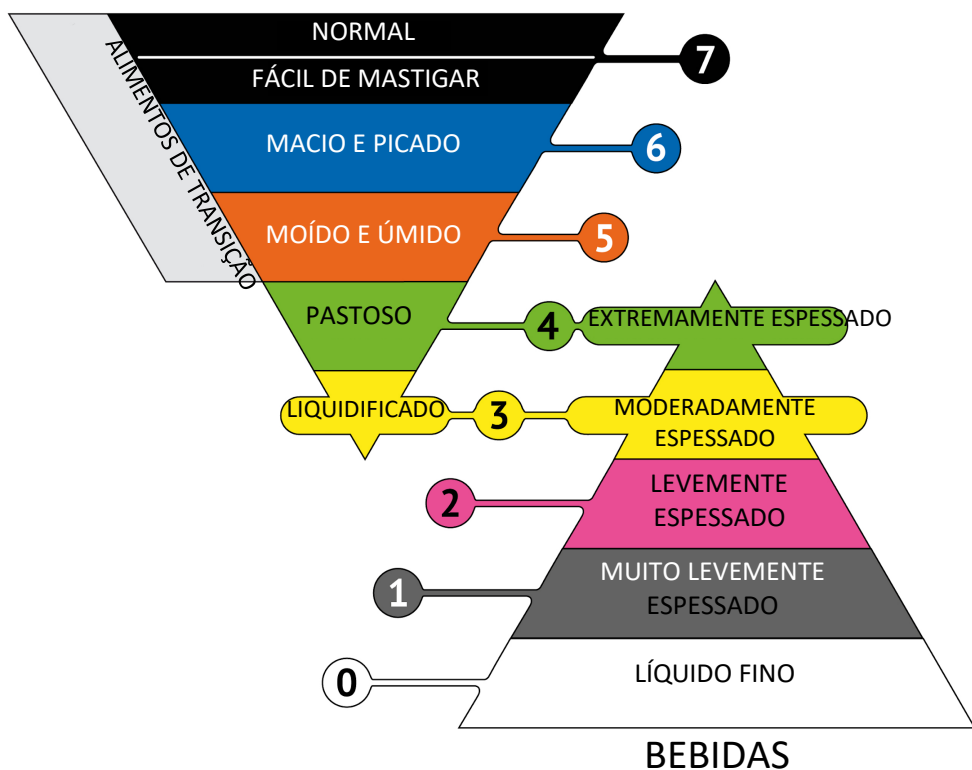 NORMAL
7
FÁCIL DE MASTIGAR
ALIMENTOS DE TRANSIÇÃO
MACIO E PICADO
6
MOÍDO E ÚMIDO
5
PASTOSO
4
EXTREMAMENTE ESPESSADO
LIQUIDIFICADO
3
MODERADAMENTE
ESPESSADO
2
LEVEMENTE
ESPESSADO
1
MUITO LEVEMENTE
ESPESSADO
0
LÍQUIDO FINO
BEBIDAS